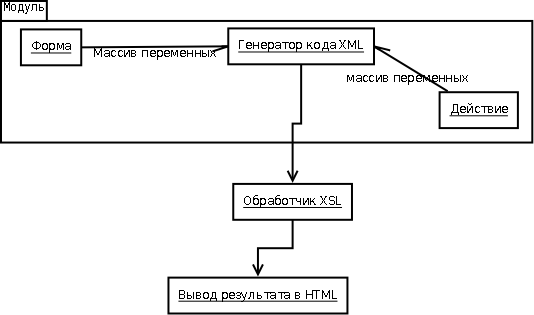 Модуль
Форма
Массив переменных
Генератор кода XML
массив переменных
Действие
Обработчик XSL
Вывод результата в HTML